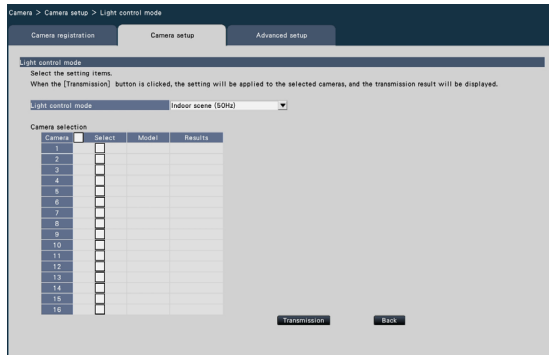 Camera > Camera setup > Light control mode
Camera registration Camera setup Advanced setup
Light control mode
Select the setting items.
When the [Transmission] button is clicked, the setting will be applied to the selected cameras, and the transmission result will be displayed.
Light control mode Indoor scene (50Hz)
Camera selection
Camera Select Model Results
1
2
3
4
5
6
7
8
9
10
11
12
13
14
15
16
Transmission Back